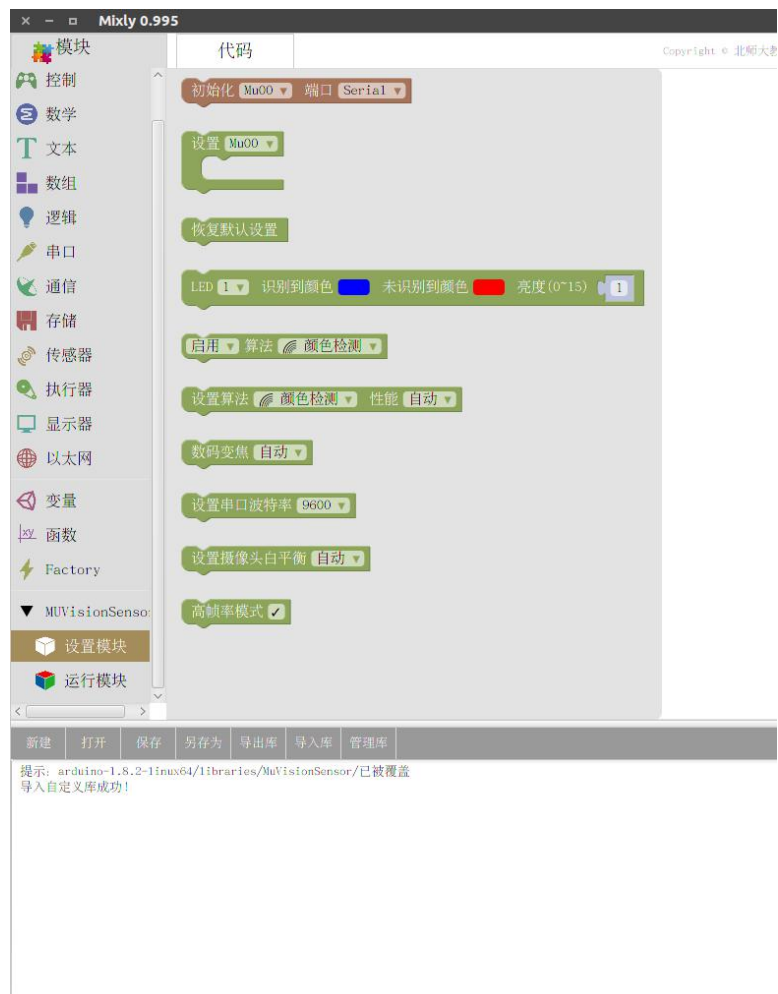 Mixly 0.995
模块
代码
Copyright © 北师大教
控制
数学
文本
数组
逻辑
串口
通信
存储
传感器
执行器
显示器
以太网
变量
xy 函数
Factory
MUVisionSenso
设置模块
运行模块
初始化 Mu00 端口 Serial
设置 Mu00
恢复默认设置
LED 1 识别到颜色 未识别到颜色 亮度(0~15) 1
启用 算法 颜色检测
设置算法 颜色检测 性能 自动
数码变焦 自动
设置串口波特率 9600
设置摄像头白平衡 自动
高帧率模式
新建 打开 保存 另存为 导出库 导入库 管理库
提示: arduino-1.8.2-linux64/libraries/MuVisionSensor/已被覆盖
导入自定义库成功!